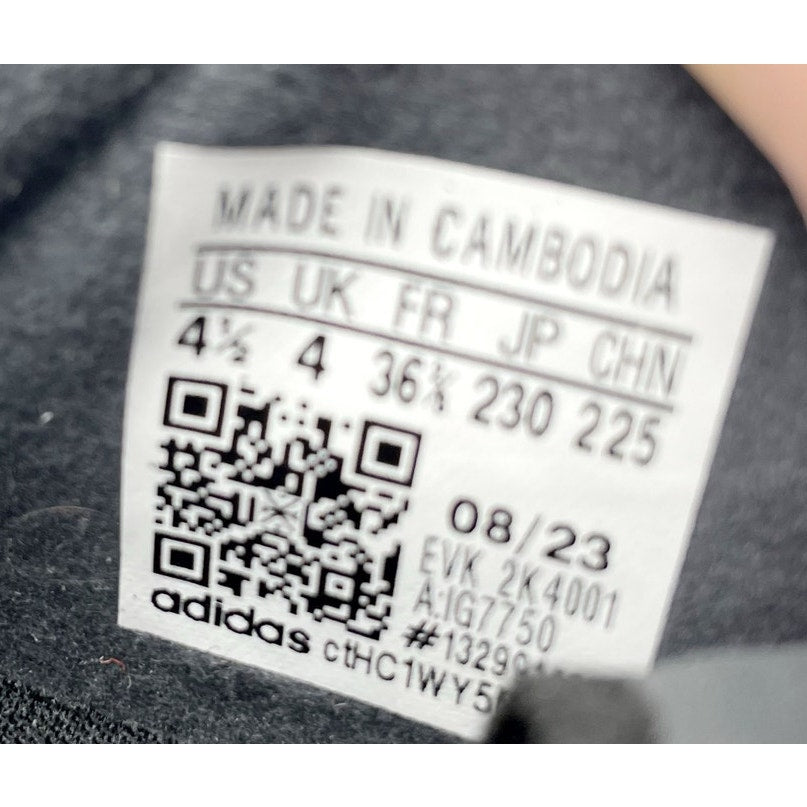 MADE IN CAMBODIA
US UK FR JP CHN
4½ 4 36⅔ 230 225
08/23
EVK 2K4001
A:IG7750
adidas